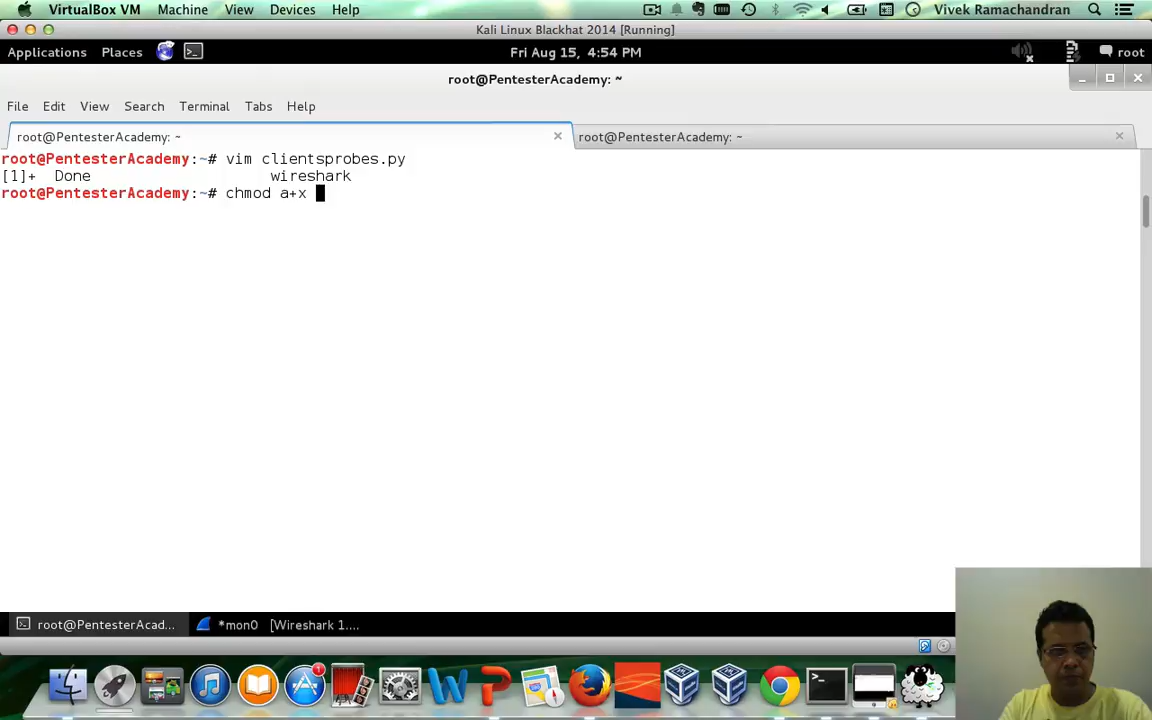 VirtualBox VM Machine View Devices Help Vivek Ramachandran
Kali Linux Blackhat 2014 [Running]
Applications Places Fri Aug 15, 4:54 PM root
root@PentesterAcademy: ~
File Edit View Search Terminal Tabs Help
root@PentesterAcademy: ~ root@PentesterAcademy: ~
root@PentesterAcademy:~# vim clientsprobes.py
[1]+ Done wireshark
root@PentesterAcademy:~# chmod a+x
root@PentesterAcad... *mon0 [Wireshark 1....